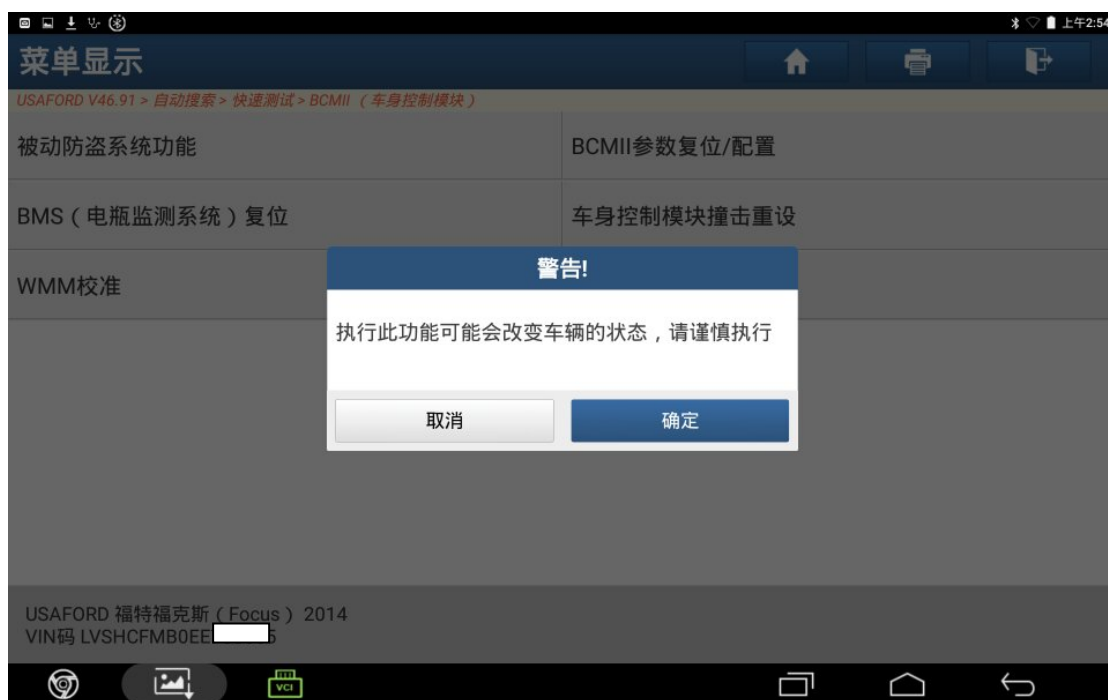 上午2:54
菜单显示
USAFORD V46.91 > 自动搜索 > 快速测试 > BCMII （车身控制模块）
被动防盗系统功能
BCMII参数复位/配置
BMS（电瓶监测系统）复位
车身控制模块撞击重设
WMM校准
警告!
执行此功能可能会改变车辆的状态，请谨慎执行
取消
确定
USAFORD 福特福克斯（Focus）2014
VIN码 LVSHCFMB0EE
VCI